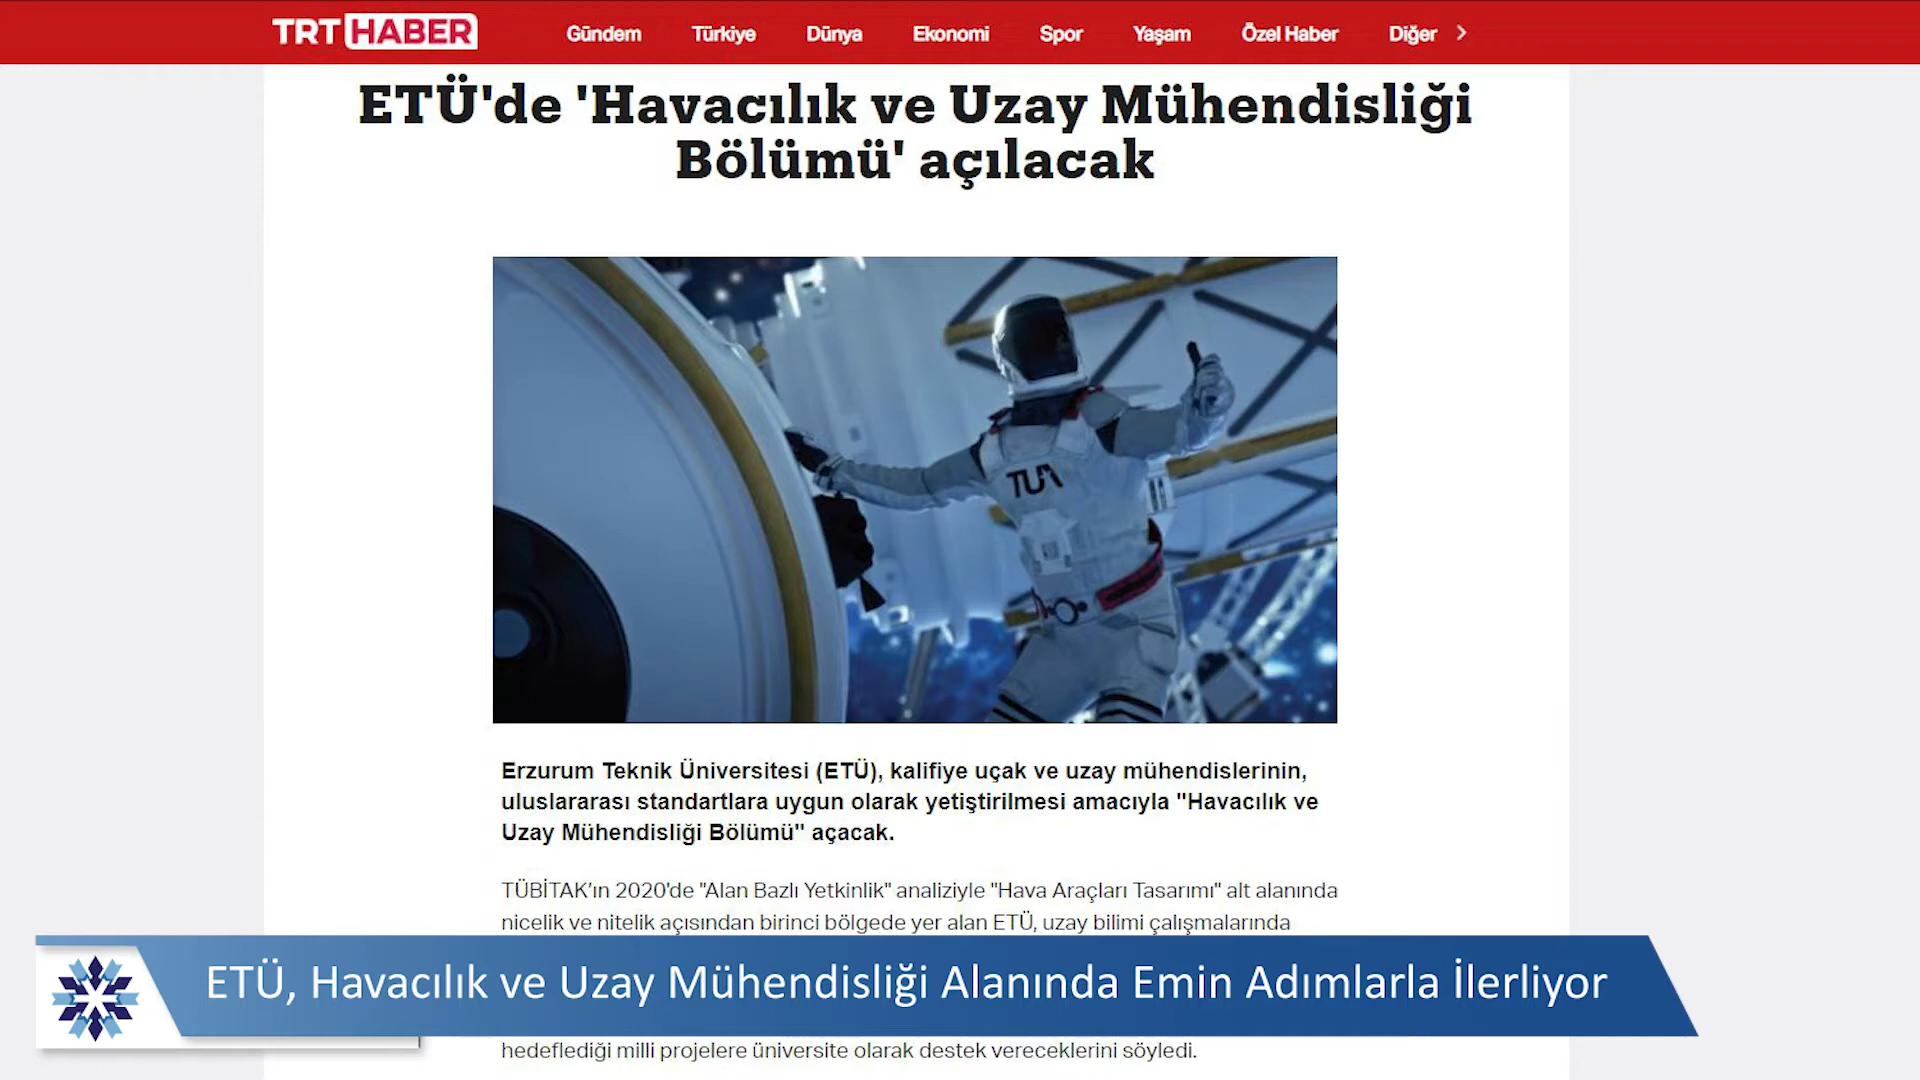 TRT HABER
Gündem Türkiye Dünya Ekonomi Spor Yaşam Özel Haber Diğer
ETÜ'de 'Havacılık ve Uzay Mühendisliği
Bölümü' açılacak
TUA
Erzurum Teknik Üniversitesi (ETÜ), kalifiye uçak ve uzay mühendislerinin,
uluslararası standartlara uygun olarak yetiştirilmesi amacıyla "Havacılık ve
Uzay Mühendisliği Bölümü" açacak.
TÜBİTAK’ın 2020'de "Alan Bazlı Yetkinlik" analiziyle "Hava Araçları Tasarımı" alt alanında
nicelik ve nitelik açısından birinci bölgede yer alan ETÜ, uzay bilimi çalışmalarında
ETÜ, Havacılık ve Uzay Mühendisliği Alanında Emin Adımlarla İlerliyor
hedeflediği milli projelere üniversite olarak destek vereceklerini söyledi.